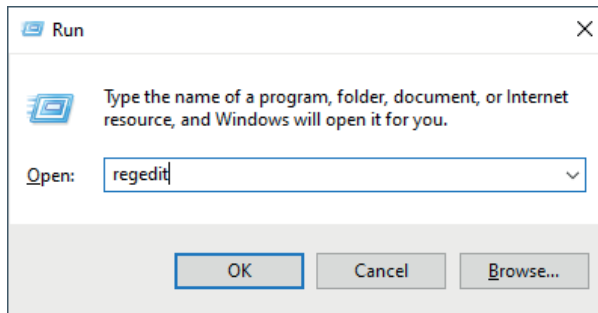 Run
Type the name of a program, folder, document, or Internet
resource, and Windows will open it for you.
Open: regedit
OK Cancel Browse...